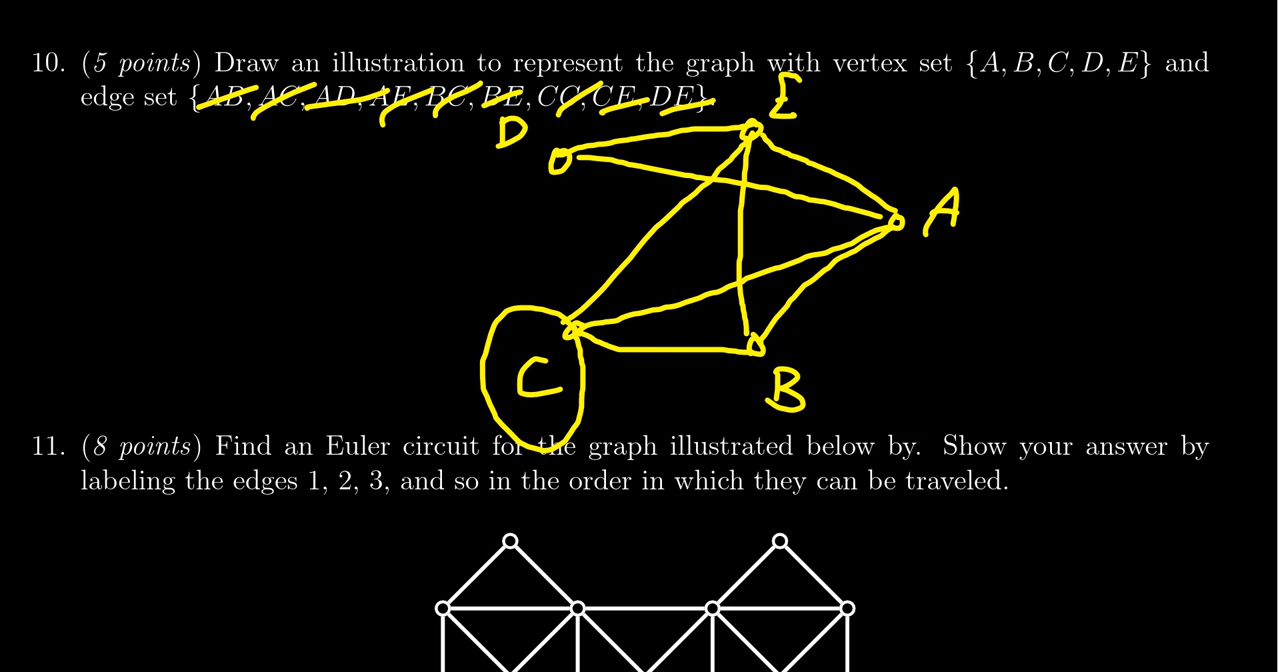 10. (5 points) Draw an illustration to represent the graph with vertex set {A, B, C, D, E} and
edge set {AB, AC, AD, AE, BC, BE, CC, CE, DE}.
E
D
A
C
B
11. (8 points) Find an Euler circuit for the graph illustrated below by. Show your answer by
labeling the edges 1, 2, 3, and so in the order in which they can be traveled.